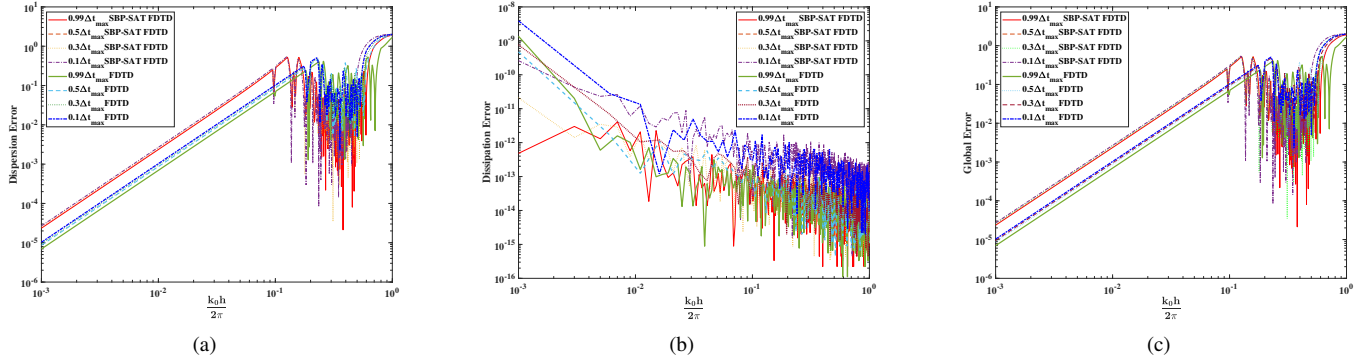 10^2
10^1
10^0
10^-1
10^-2
10^-3
10^-4
10^-5
10^-6
Dispersion Error
0.99Δt_max SBP-SAT FDTD
0.5Δt_max SBP-SAT FDTD
0.3Δt_max SBP-SAT FDTD
0.1Δt_max SBP-SAT FDTD
0.99Δt_max FDTD
0.5Δt_max FDTD
0.3Δt_max FDTD
0.1Δt_max FDTD
10^-3 10^-2 10^-1 10^0
k_0h
2π
(a)
10^-8
10^-9
10^-10
10^-11
10^-12
10^-13
10^-14
10^-15
10^-16
Dissipation Error
0.99Δt_max SBP-SAT FDTD
0.5Δt_max SBP-SAT FDTD
0.3Δt_max SBP-SAT FDTD
0.1Δt_max SBP-SAT FDTD
0.99Δt_max FDTD
0.5Δt_max FDTD
0.3Δt_max FDTD
0.1Δt_max FDTD
10^-3 10^-2 10^-1 10^0
k_0h
2π
(b)
10^2
10^1
10^0
10^-1
10^-2
10^-3
10^-4
10^-5
10^-6
Global Error
0.99Δt_max SBP-SAT FDTD
0.5Δt_max SBP-SAT FDTD
0.3Δt_max SBP-SAT FDTD
0.1Δt_max SBP-SAT FDTD
0.99Δt_max FDTD
0.5Δt_max FDTD
0.3Δt_max FDTD
0.1Δt_max FDTD
10^-3 10^-2 10^-1 10^0
k_0h
2π
(c)